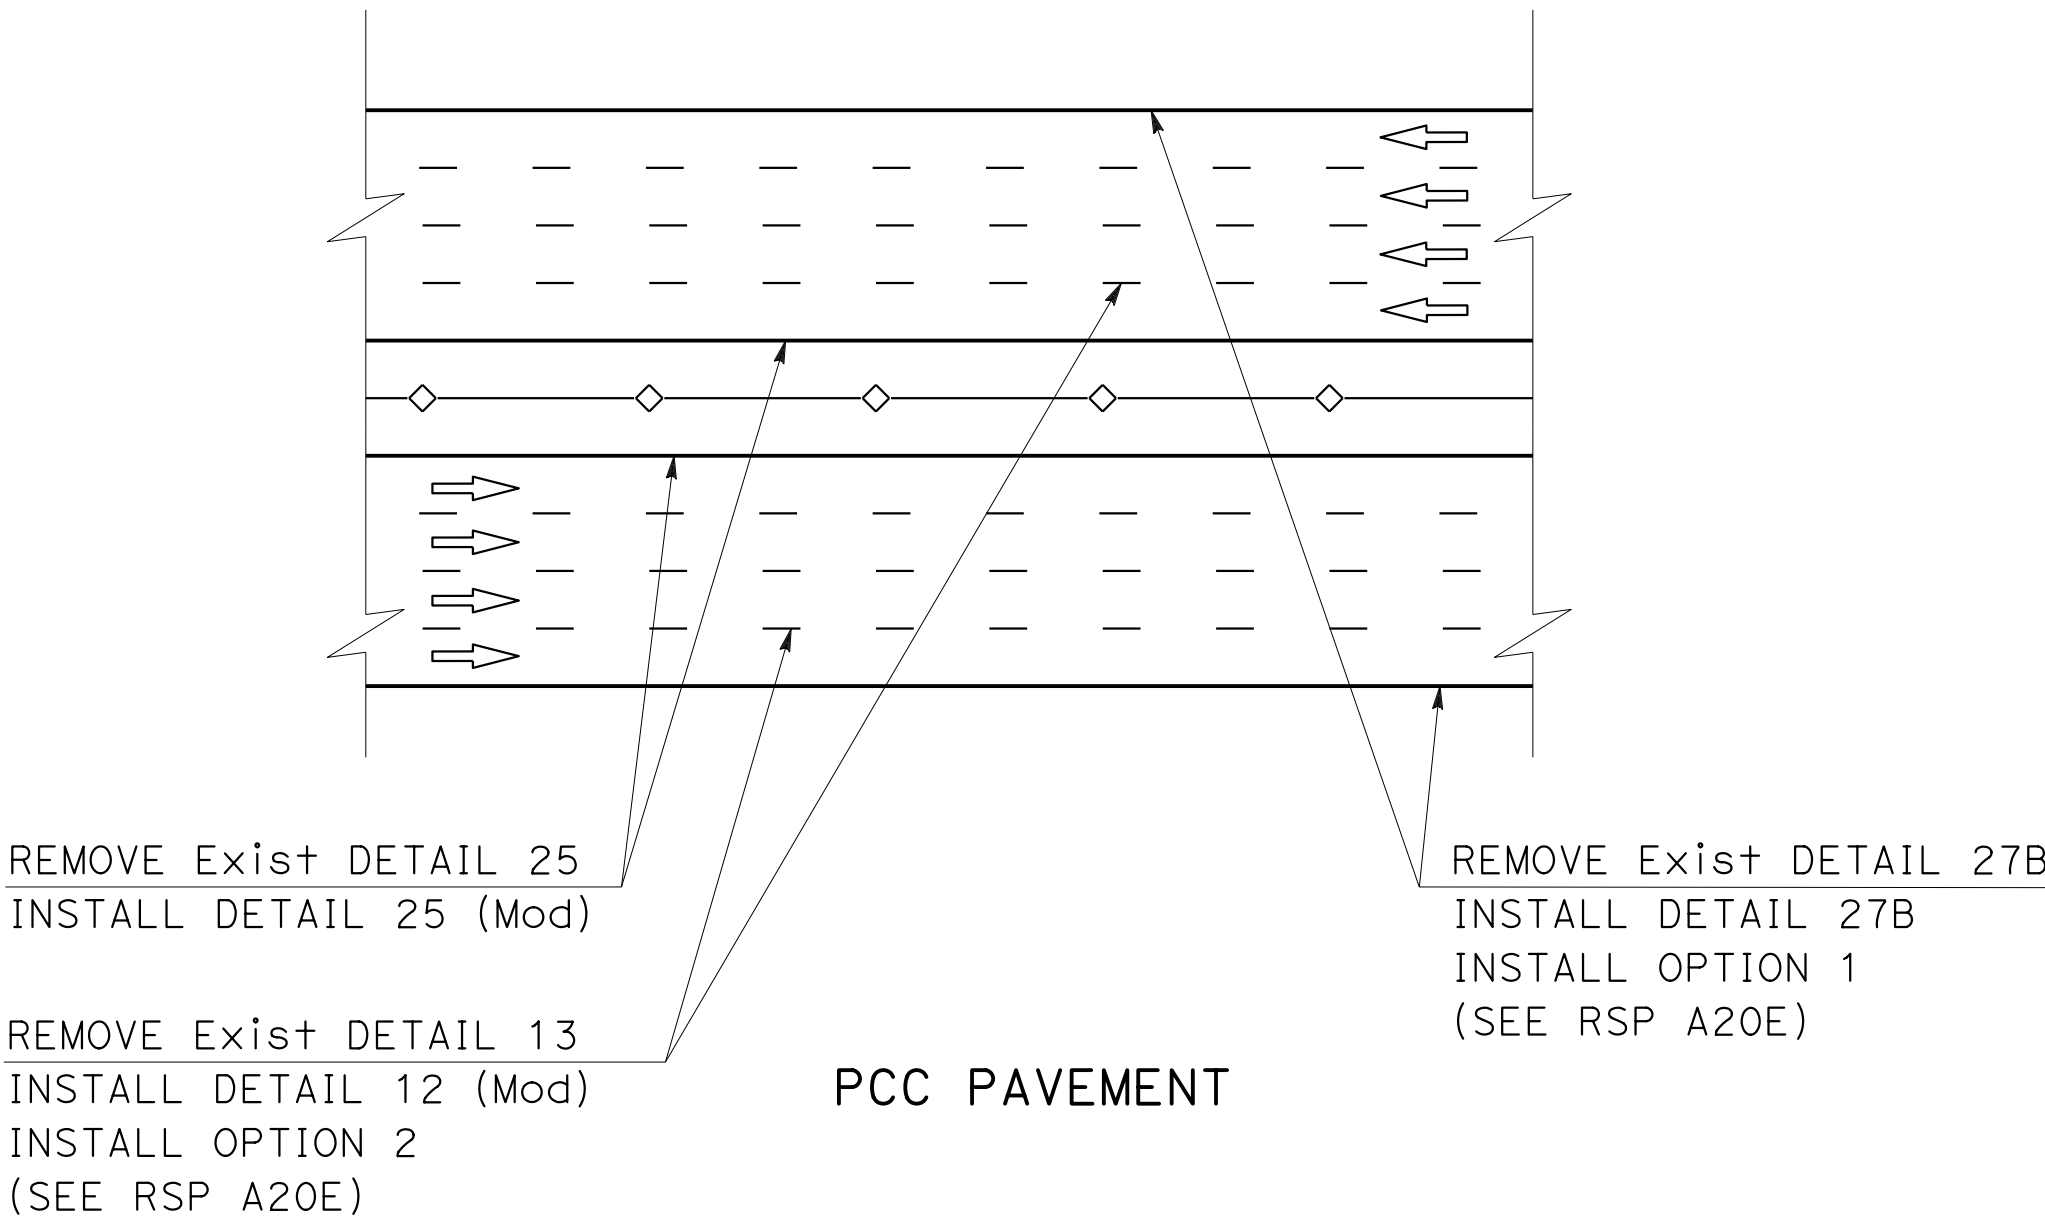 REMOVE Exist DETAIL 25
INSTALL DETAIL 25 (Mod)
REMOVE Exist DETAIL 13
INSTALL DETAIL 12 (Mod)
INSTALL OPTION 2
(SEE RSP A20E)
PCC PAVEMENT
REMOVE Exist DETAIL 27B
INSTALL DETAIL 27B
INSTALL OPTION 1
(SEE RSP A20E)